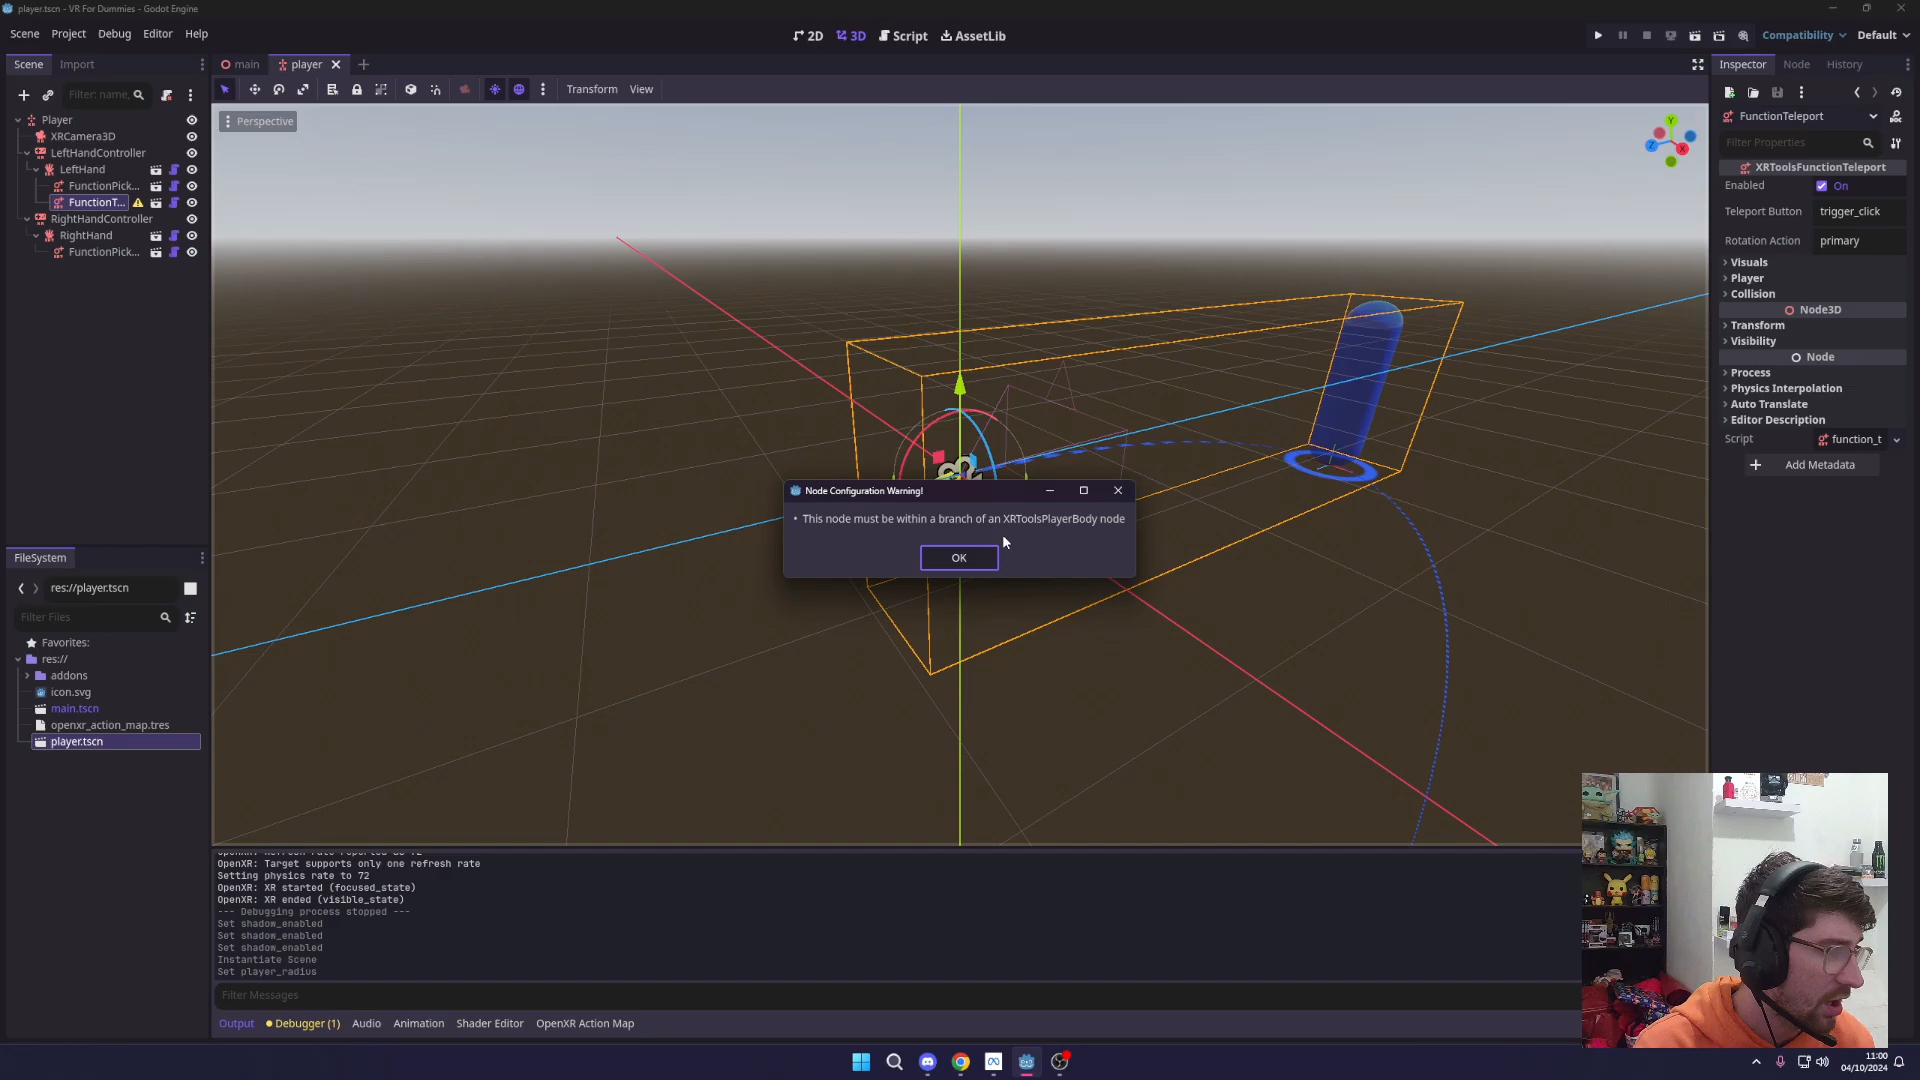 player.tscn - VR For Dummies - Godot Engine
Scene Project Debug Editor Help
2D 3D Script AssetLib
Compatibility Default
Scene Import
main player
Inspector Node History
Filter: name,
Transform View
Perspective
Player
XRCamera3D
LeftHandController
LeftHand
FunctionPick...
FunctionT...
RightHandController
RightHand
FunctionPick...
FunctionTeleport
Filter Properties
XRToolsFunctionTeleport
Enabled On
Teleport Button trigger_click
Rotation Action primary
Visuals
Player
Collision
Node3D
Transform
Visibility
Node
Process
Physics Interpolation
Auto Translate
Editor Description
Script function_t
Add Metadata
Y
Z
X
Node Configuration Warning!
• This node must be within a branch of an XRToolsPlayerBody node
OK
FileSystem
res://player.tscn
Filter Files
Favorites:
res://
addons
icon.svg
main.tscn
openxr_action_map.tres
player.tscn
OpenXR: Target supports only one refresh rate
Setting physics rate to 72
OpenXR: XR started (focused_state)
OpenXR: XR ended (visible_state)
--- Debugging process stopped ---
Set shadow_enabled
Set shadow_enabled
Set shadow_enabled
Instantiate Scene
Set player_radius
Filter Messages
Output Debugger (1) Audio Animation Shader Editor OpenXR Action Map
11:00
04/10/2024